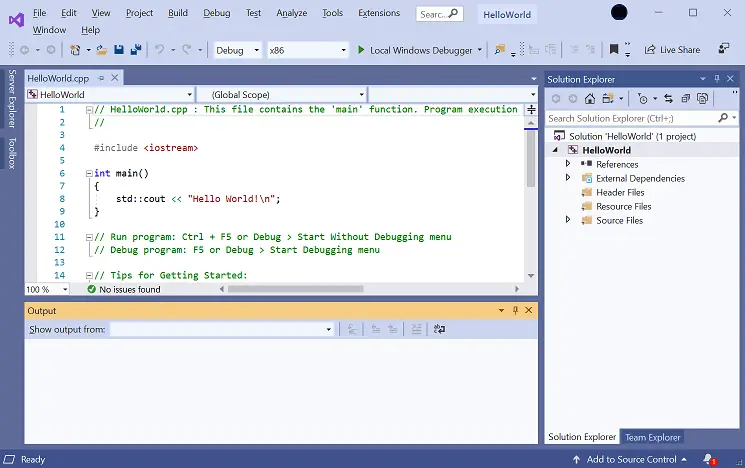 File Edit View Project Build Debug Test Analyze Tools Extensions Searc... HelloWorld
Window Help
Debug x86 Local Windows Debugger Live Share
Server Explorer
Toolbox
HelloWorld.cpp
HelloWorld (Global Scope)
1 // HelloWorld.cpp : This file contains the 'main' function. Program execution
2 //
3
4 #include <iostream>
5
6 int main()
7 {
8 std::cout << "Hello World!\n";
9 }
10
11 // Run program: Ctrl + F5 or Debug > Start Without Debugging menu
12 // Debug program: F5 or Debug > Start Debugging menu
13
14 // Tips for Getting Started:
100 % No issues found
Output
Show output from:
Solution Explorer
Search Solution Explorer (Ctrl+;)
Solution 'HelloWorld' (1 project)
HelloWorld
References
External Dependencies
Header Files
Resource Files
Source Files
Solution Explorer Team Explorer
Ready Add to Source Control 1